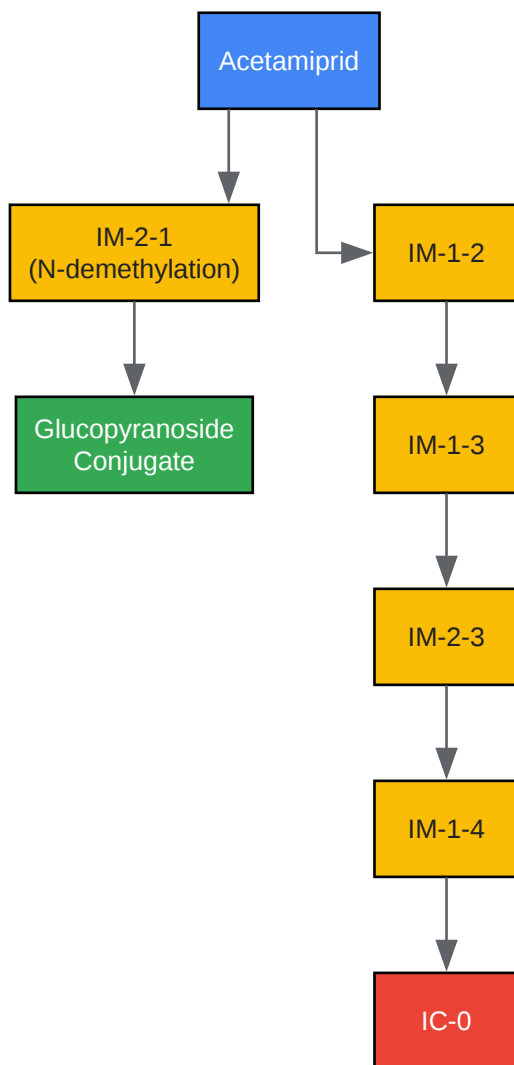 Acetamiprid
IM-2-1
(N-demethylation)
IM-1-2
Glucopyranoside
Conjugate
IM-1-3
IM-2-3
IM-1-4
IC-0